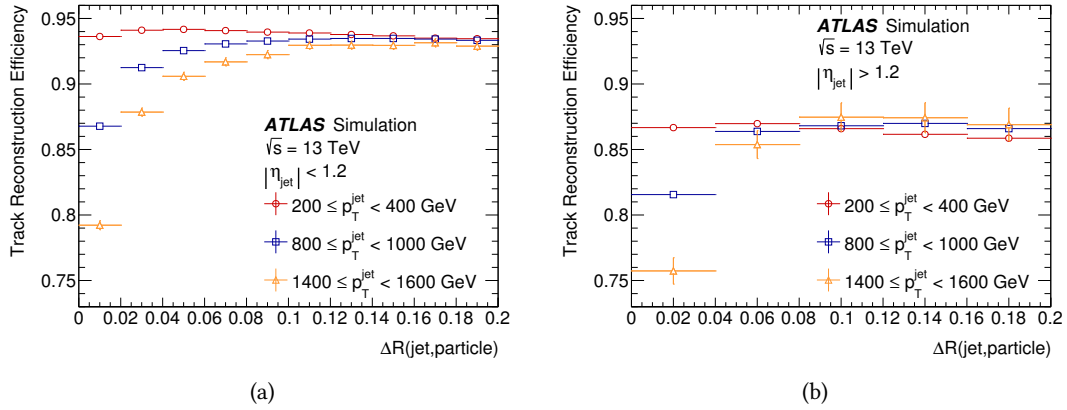 Track Reconstruction Efficiency
0.95
0.9
0.85
0.8
0.75
ATLAS Simulation
√s = 13 TeV
|η_jet| < 1.2
200 ≤ p_T^jet < 400 GeV
800 ≤ p_T^jet < 1000 GeV
1400 ≤ p_T^jet < 1600 GeV
0 0.02 0.04 0.06 0.08 0.1 0.12 0.14 0.16 0.18 0.2
ΔR(jet,particle)
(a)
Track Reconstruction Efficiency
0.95
0.9
0.85
0.8
0.75
ATLAS Simulation
√s = 13 TeV
|η_jet| > 1.2
200 ≤ p_T^jet < 400 GeV
800 ≤ p_T^jet < 1000 GeV
1400 ≤ p_T^jet < 1600 GeV
0 0.02 0.04 0.06 0.08 0.1 0.12 0.14 0.16 0.18 0.2
ΔR(jet,particle)
(b)